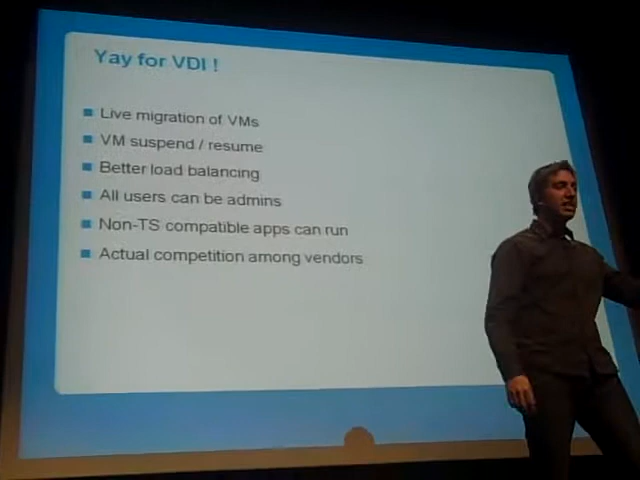 Yay for VDI !
Live migration of VMs
VM suspend / resume
Better load balancing
All users can be admins
Non-TS compatible apps can run
Actual competition among vendors